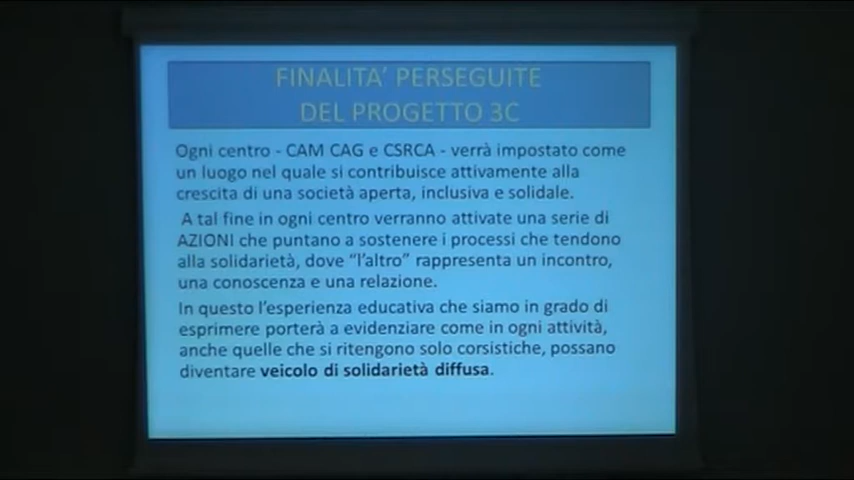 FINALITA’ PERSEGUITE
DEL PROGETTO 3C
Ogni centro - CAM CAG e CSRCA - verrà impostato come
un luogo nel quale si contribuisce attivamente alla
crescita di una società aperta, inclusiva e solidale.
A tal fine in ogni centro verranno attivate una serie di
AZIONI che puntano a sostenere i processi che tendono
alla solidarietà, dove “l’altro” rappresenta un incontro,
una conoscenza e una relazione.
In questo l’esperienza educativa che siamo in grado di
esprimere porterà a evidenziare come in ogni attività,
anche quelle che si ritengono solo corsistiche, possano
diventare veicolo di solidarietà diffusa.